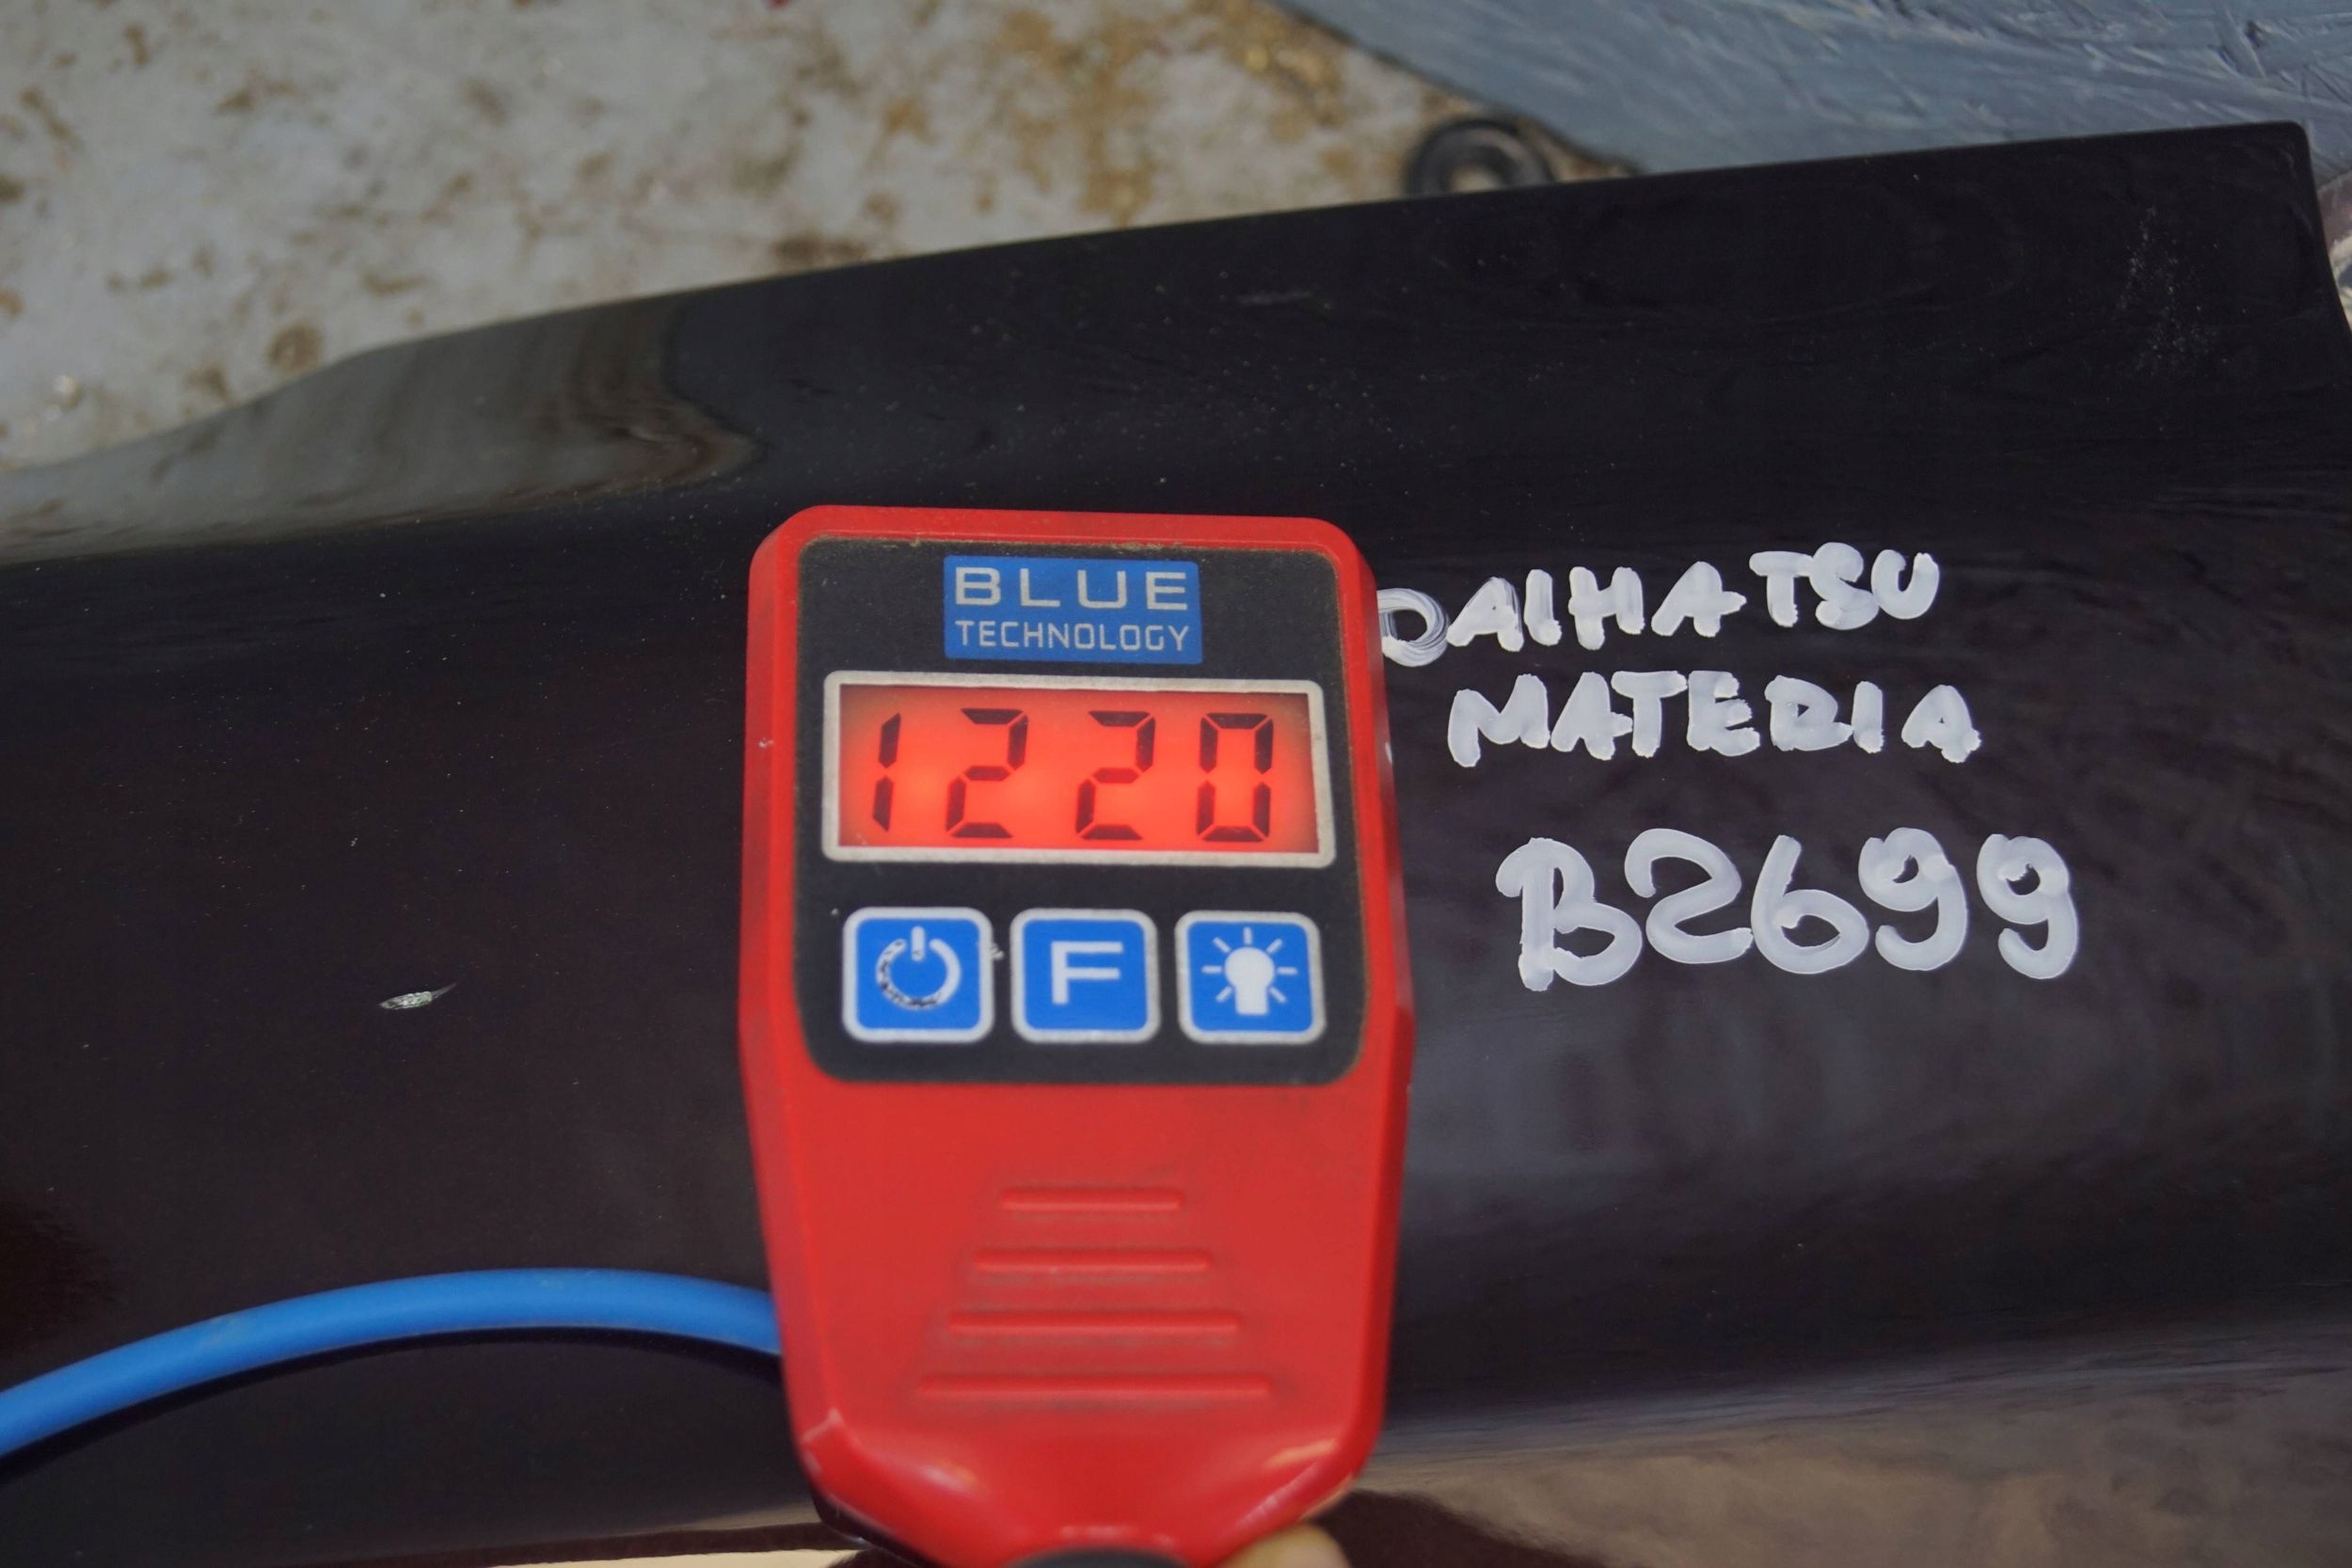 BLUE
TECHNOLOGY
1220
F
DAIHATSU
MATERIA
B2699